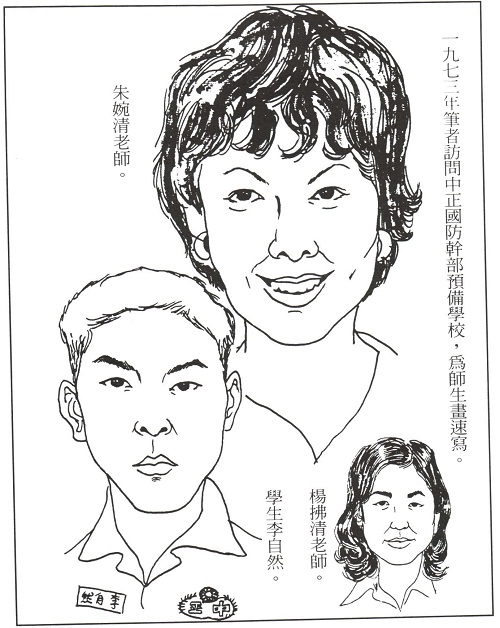 一九七三年筆者訪問中正國防幹部預備學校，爲師生畫速寫。
朱婉清老師。
楊拂清老師。
學生李自然。
李自然
中